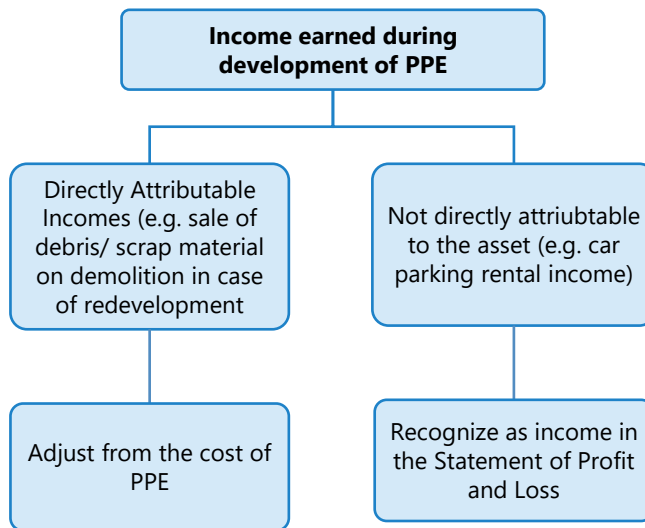 Income earned during
development of PPE
Directly Attributable
Incomes (e.g. sale of
debris/ scrap material
on demolition in case
of redevelopment
Not directly attriubtable
to the asset (e.g. car
parking rental income)
Adjust from the cost of
PPE
Recognize as income in
the Statement of Profit
and Loss